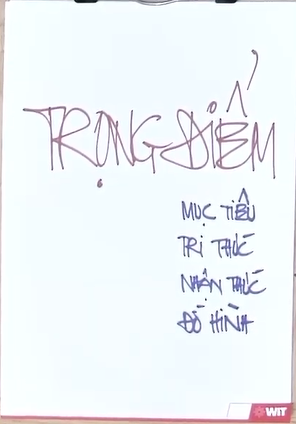 TRỌNG ĐIỂM
MỤC TIÊU
TRI THỨC
NHẬN THỨC
ĐỒ HÌNH
WIT